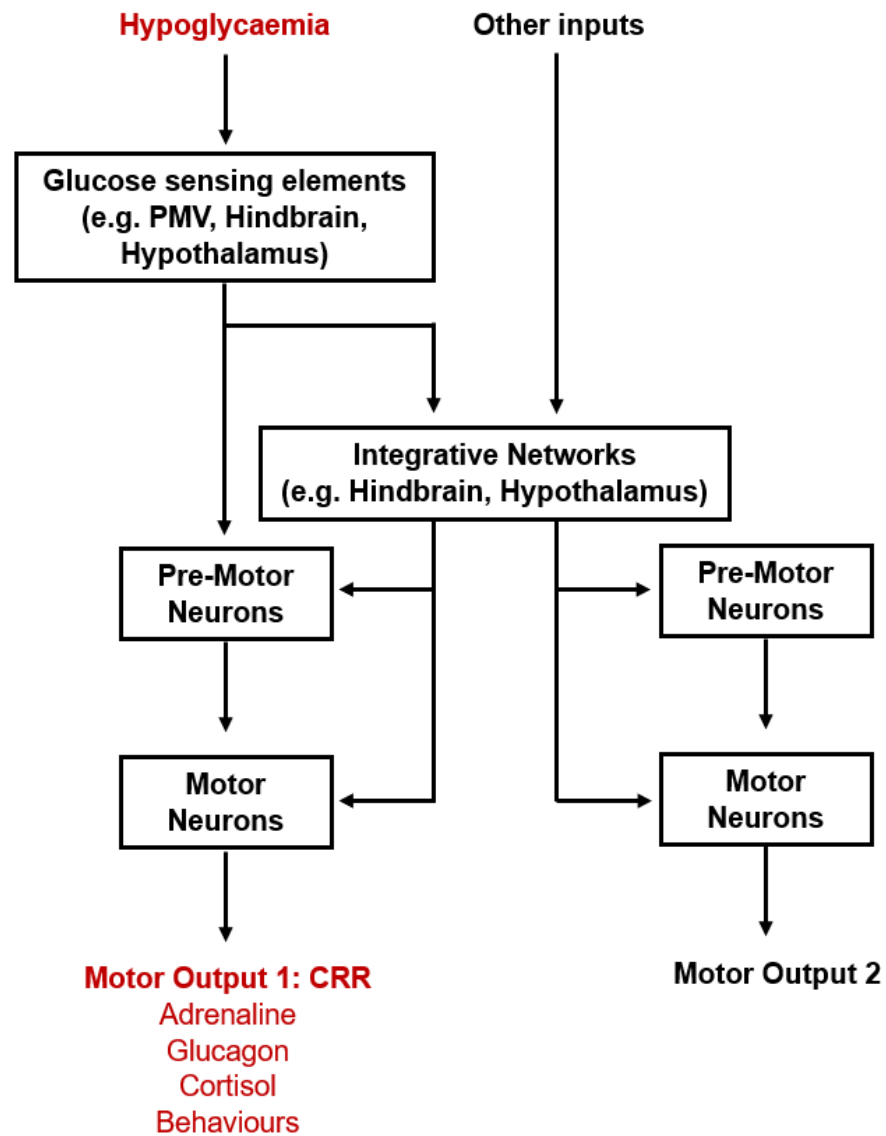 Hypoglycaemia
Other inputs
Glucose sensing elements
(e.g. PMV, Hindbrain,
Hypothalamus)
Integrative Networks
(e.g. Hindbrain, Hypothalamus)
Pre-Motor
Neurons
Pre-Motor
Neurons
Motor
Neurons
Motor
Neurons
Motor Output 1: CRR
Adrenaline
Glucagon
Cortisol
Behaviours
Motor Output 2